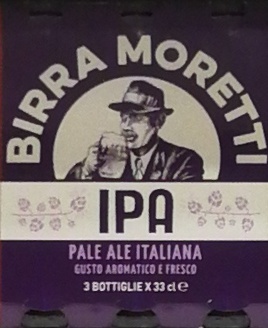 BIRRA MORETTI
IPA
PALE ALE ITALIANA
GUSTO AROMATICO E FRESCO
3 BOTTIGLIE X 33 cl e